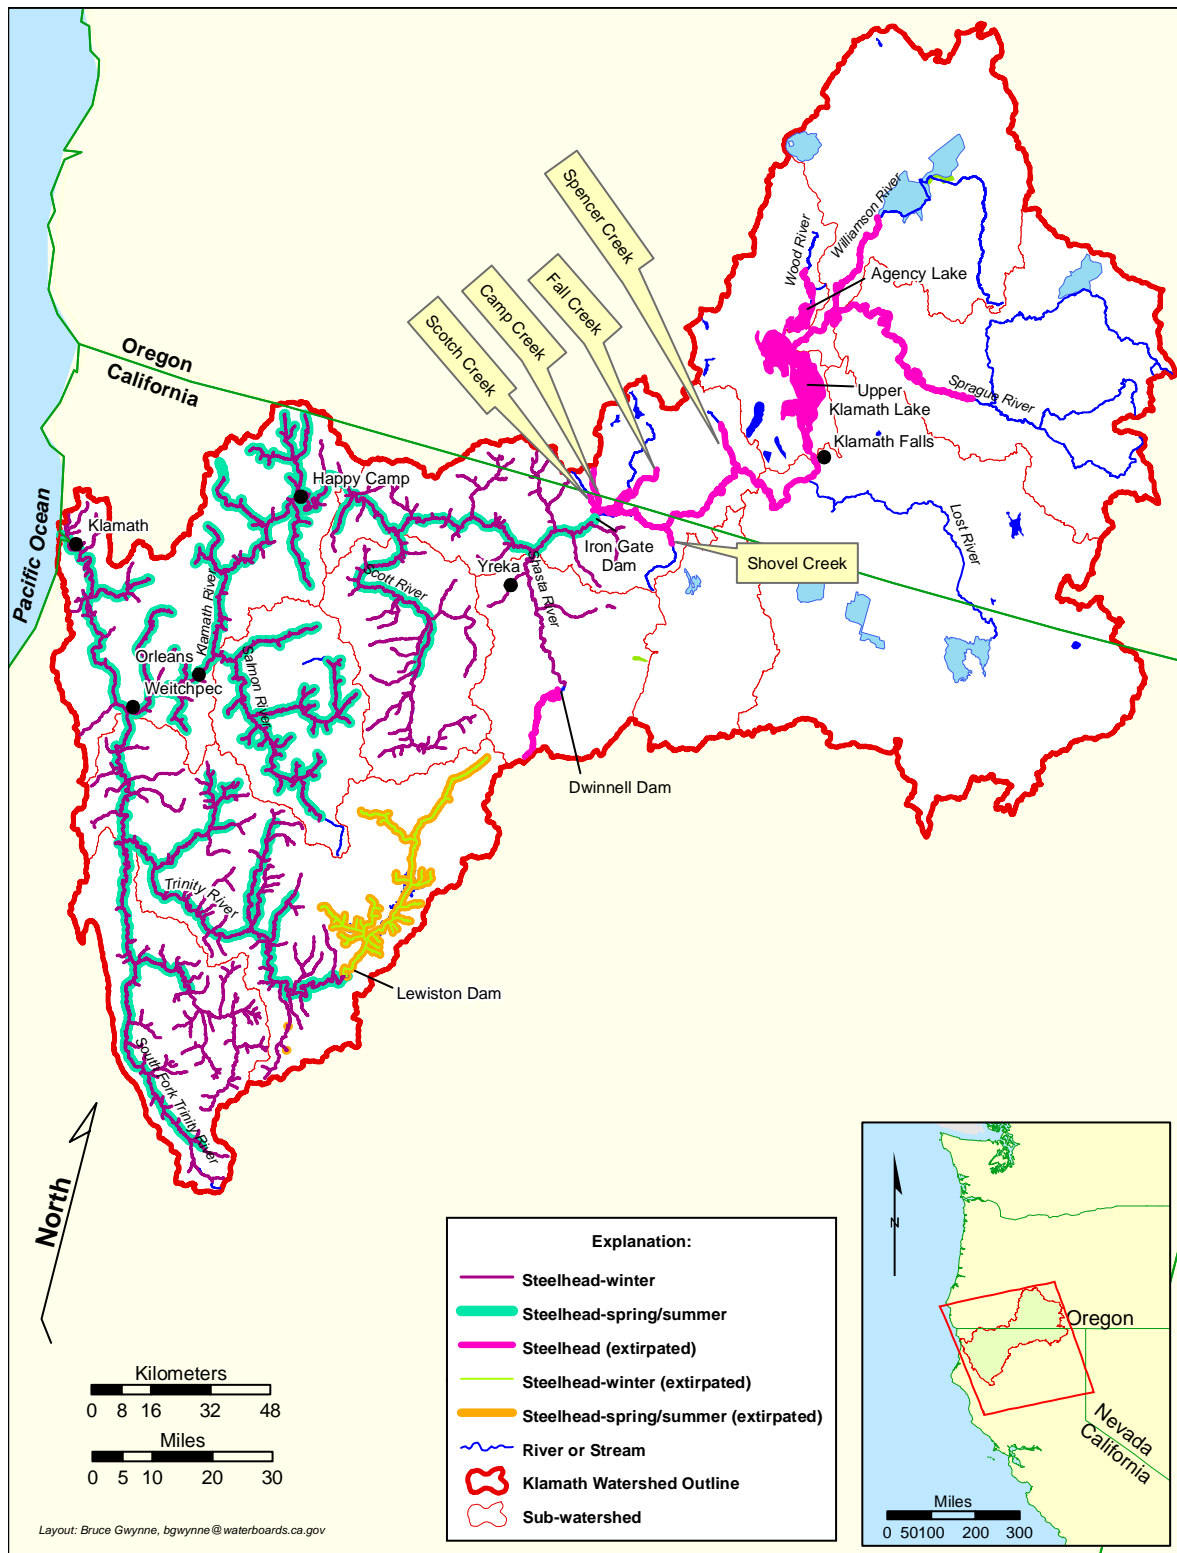 Spencer Creek
Fall Creek
Camp Creek
Scotch Creek
Williamson River
Wood River
Agency Lake
Oregon
California
Sprague River
Upper
Klamath Lake
Klamath Falls
Happy Camp
Lost River
Pacific Ocean
Klamath
Iron Gate
Dam
Shovel Creek
Yreka
Shasta River
Scott River
Klamath River
Orleans
Salmon River
Weitchpec
Dwinnell Dam
Trinity River
Lewiston Dam
South Fork Trinity River
North
Explanation:
Steelhead-winter
Steelhead-spring/summer
Steelhead (extirpated)
Steelhead-winter (extirpated)
Steelhead-spring/summer (extirpated)
River or Stream
Klamath Watershed Outline
Sub-watershed
Kilometers
0 8 16 32 48
Miles
0 5 10 20 30
Layout: Bruce Gwynne, bgwynne@waterboards.ca.gov
N
Oregon
Nevada
California
Miles
0 50100 200 300